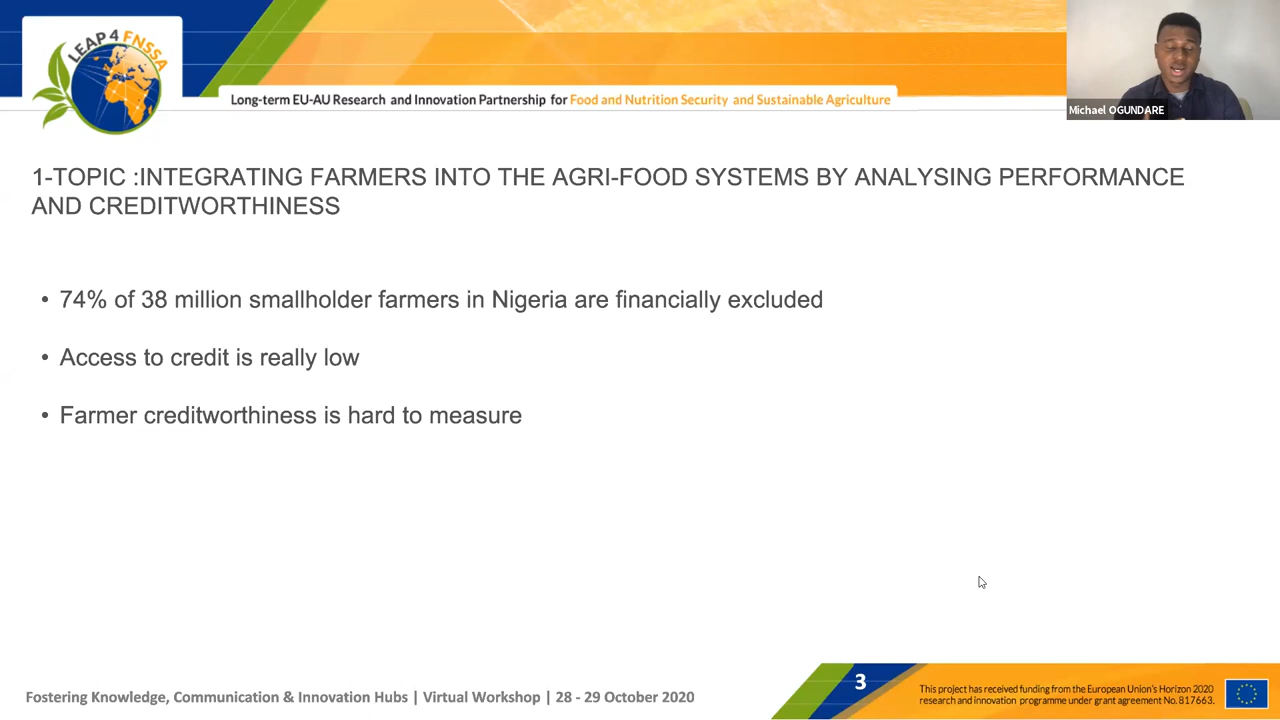 LEAP 4 FNSSA
Long-term EU-AU Research and Innovation Partnership for Food and Nutrition Security and Sustainable Agriculture
Michael OGUNDARE
1-TOPIC :INTEGRATING FARMERS INTO THE AGRI-FOOD SYSTEMS BY ANALYSING PERFORMANCE
AND CREDITWORTHINESS
• 74% of 38 million smallholder farmers in Nigeria are financially excluded
• Access to credit is really low
• Farmer creditworthiness is hard to measure
Fostering Knowledge, Communication & Innovation Hubs | Virtual Workshop | 28 - 29 October 2020
3
This project has received funding from the European Union's Horizon 2020
research and innovation programme under grant agreement No. 817663.